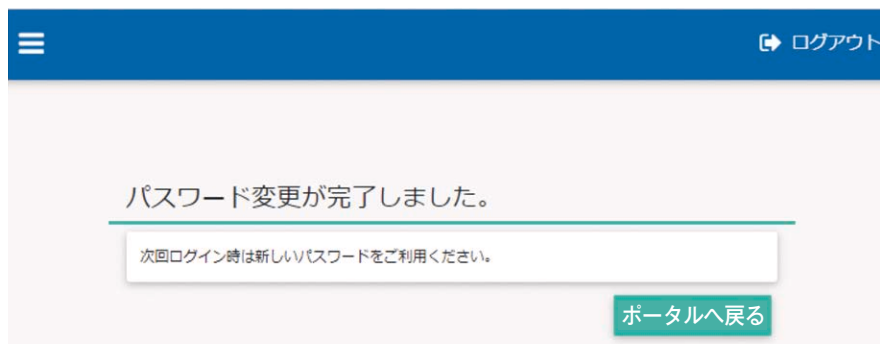 ログアウト
パスワード変更が完了しました。
次回ログイン時は新しいパスワードをご利用ください。
ポータルへ戻る